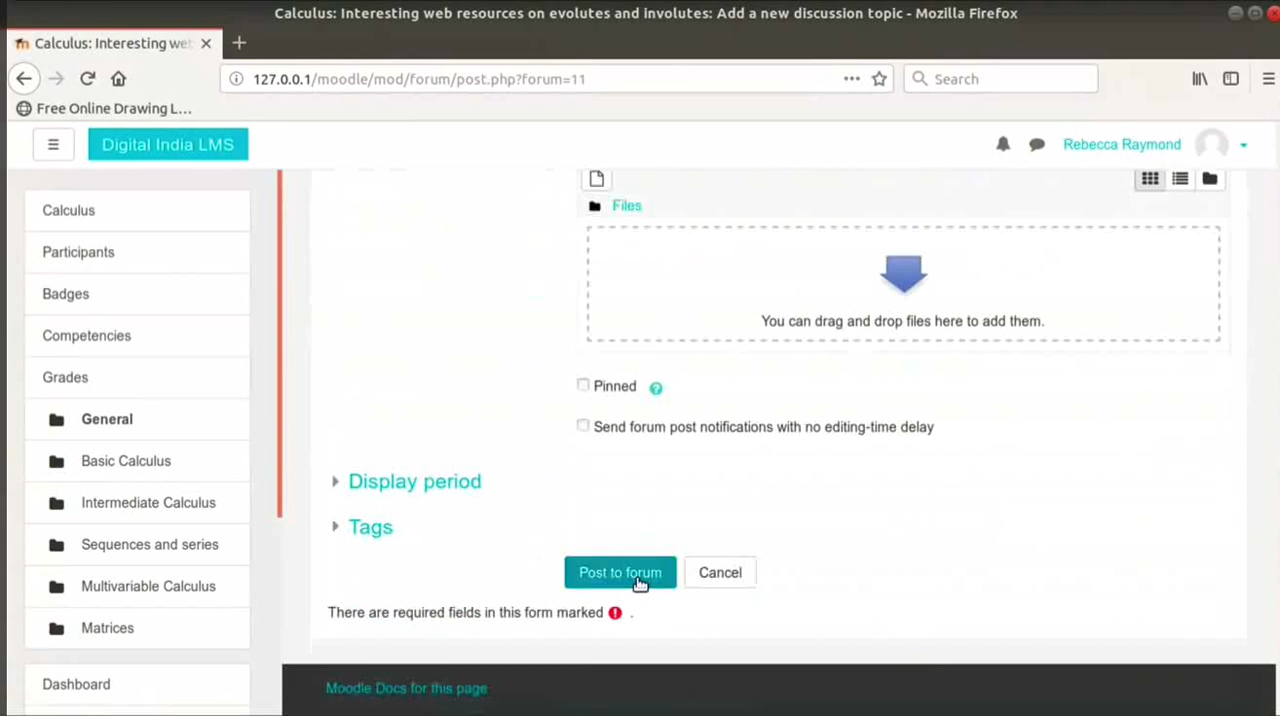 Calculus: Interesting web resources on evolutes and involutes: Add a new discussion topic - Mozilla Firefox
Calculus: Interesting we
127.0.0.1/moodle/mod/forum/post.php?forum=11
Search
Free Online Drawing L...
Digital India LMS
Rebecca Raymond
Calculus
Participants
Badges
Competencies
Grades
General
Basic Calculus
Intermediate Calculus
Sequences and series
Multivariable Calculus
Matrices
Dashboard
Files
You can drag and drop files here to add them.
Pinned
Send forum post notifications with no editing-time delay
Display period
Tags
Post to forum
Cancel
There are required fields in this form marked .
Moodle Docs for this page